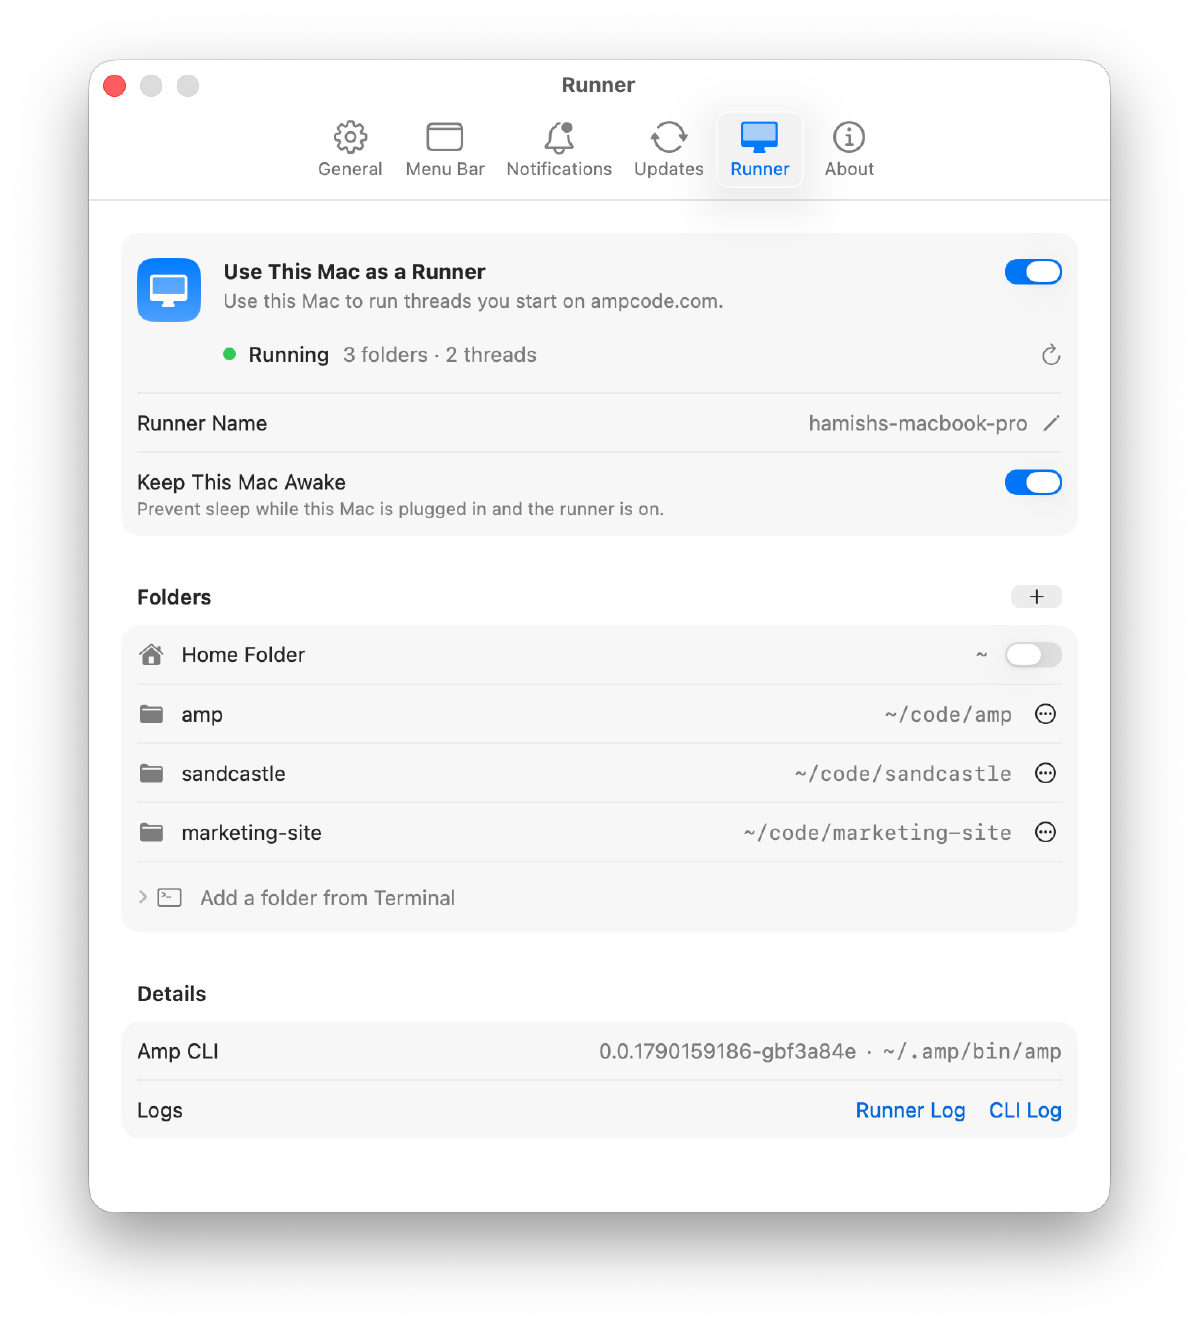 Runner
General
Menu Bar
Notifications
Updates
Runner
About
Use This Mac as a Runner
Use this Mac to run threads you start on ampcode.com.
Running 3 folders · 2 threads
Runner Name hamishs-macbook-pro
Keep This Mac Awake
Prevent sleep while this Mac is plugged in and the runner is on.
Folders +
Home Folder ~
amp ~/code/amp
sandcastle ~/code/sandcastle
marketing-site ~/code/marketing-site
Add a folder from Terminal
Details
Amp CLI 0.0.1790159186-gbf3a84e · ~/.amp/bin/amp
Logs Runner Log CLI Log